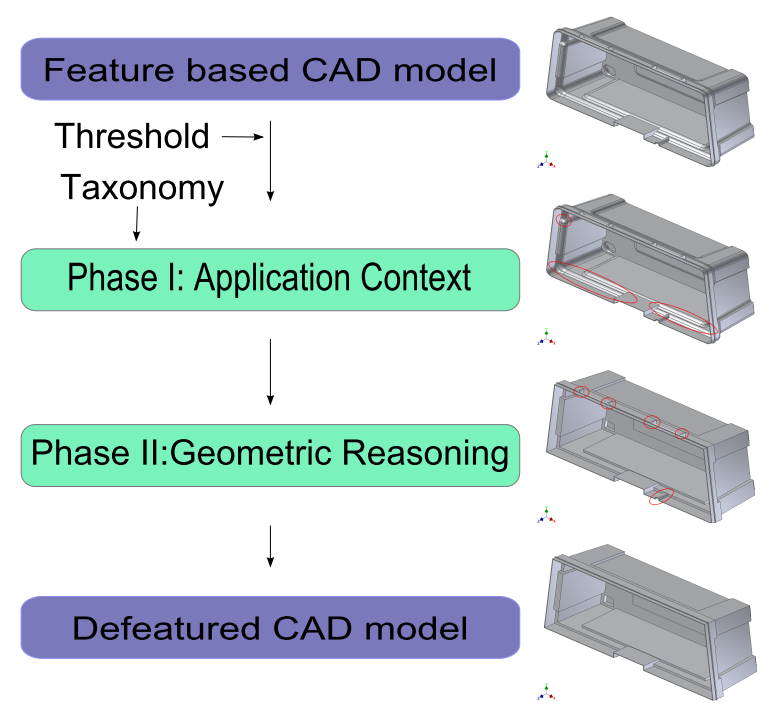 Feature based CAD model
Threshold
Taxonomy
Phase I: Application Context
Phase II:Geometric Reasoning
Defeatured CAD model